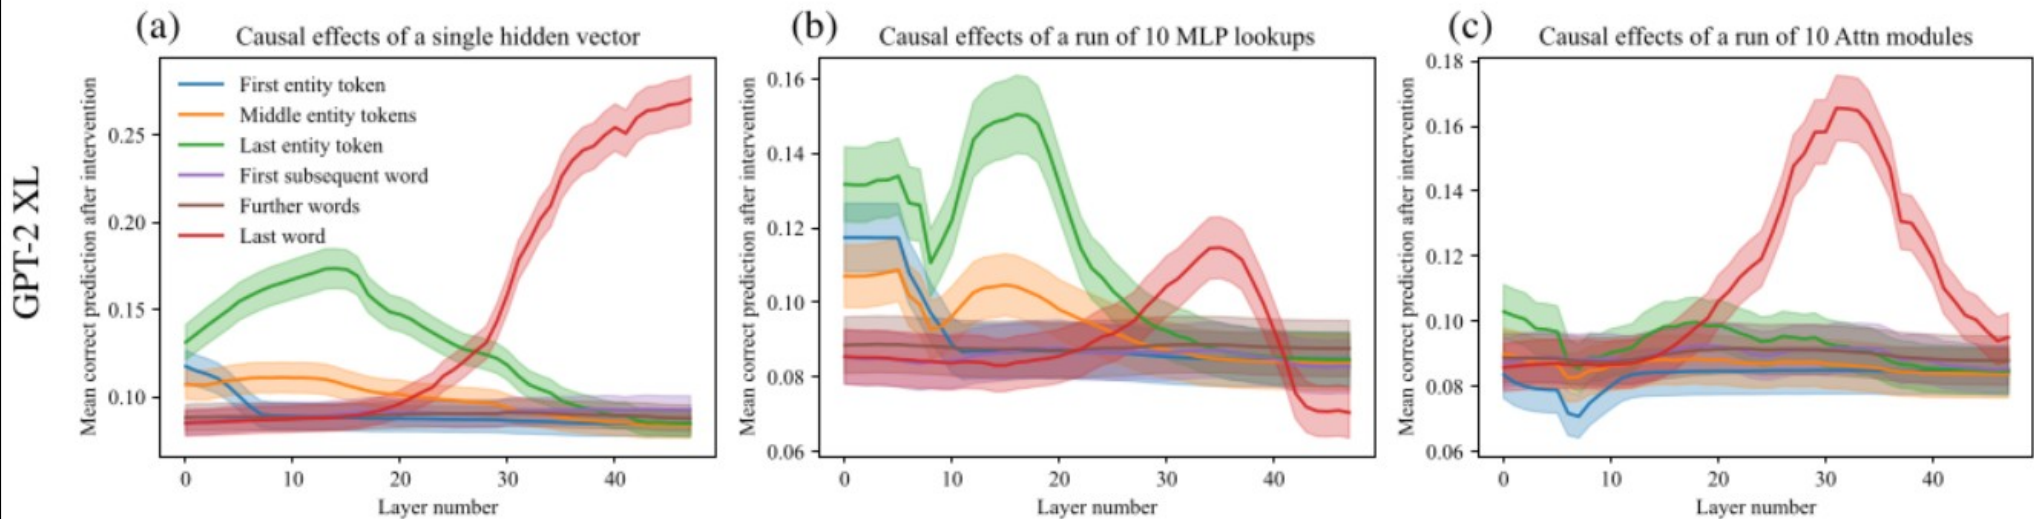 GPT-2 XL
(a)
Causal effects of a single hidden vector
Mean correct prediction after intervention
0.25
0.20
0.15
0.10
First entity token
Middle entity tokens
Last entity token
First subsequent word
Further words
Last word
0 10 20 30 40
Layer number
(b)
Causal effects of a run of 10 MLP lookups
Mean correct prediction after intervention
0.16
0.14
0.12
0.10
0.08
0.06
0 10 20 30 40
Layer number
(c)
Causal effects of a run of 10 Attn modules
Mean correct prediction after intervention
0.18
0.16
0.14
0.12
0.10
0.08
0.06
0 10 20 30 40
Layer number